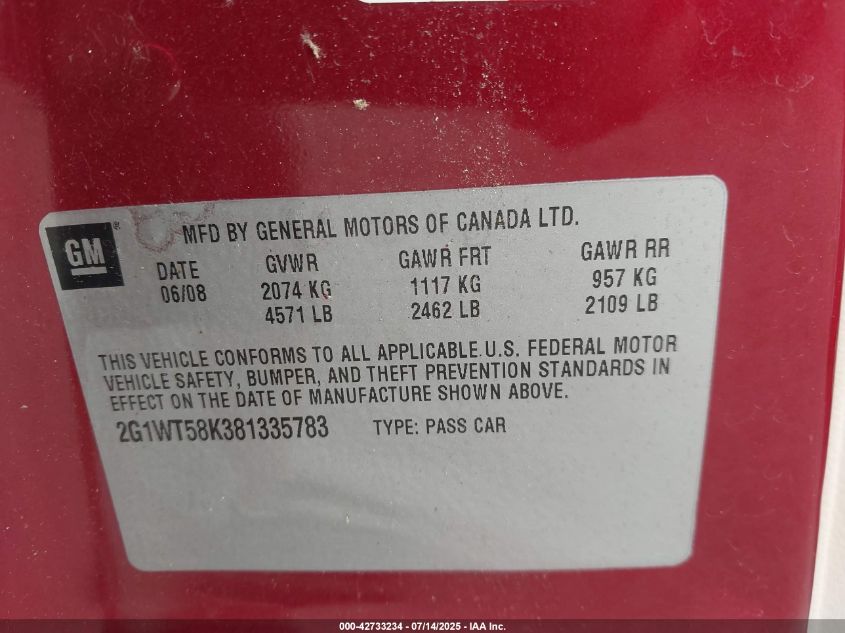 GM
MFD BY GENERAL MOTORS OF CANADA LTD.
DATE GVWR GAWR FRT GAWR RR
06/08 2074 KG 1117 KG 957 KG
4571 LB 2462 LB 2109 LB
THIS VEHICLE CONFORMS TO ALL APPLICABLE U.S. FEDERAL MOTOR
VEHICLE SAFETY, BUMPER, AND THEFT PREVENTION STANDARDS IN
EFFECT ON THE DATE OF MANUFACTURE SHOWN ABOVE.
2G1WT58K381335783 TYPE: PASS CAR
000-42733234 - 07/14/2025 - IAA Inc.